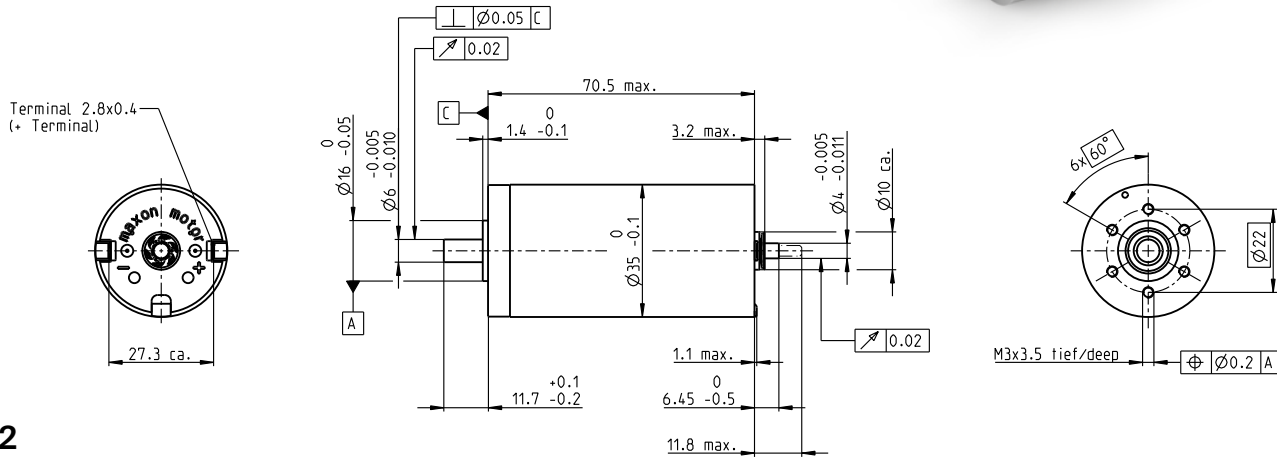 ⊥ Ø0.05 C
↗ 0.02
70.5 max.
Terminal 2.8x0.4
(+ Terminal)
C
0
1.4 -0.1
3.2 max.
0
Ø16 -0.05
-0.005
Ø6 -0.010
-0.005
Ø4 -0.011
Ø10 ca.
6x 60°
maxon motor
- +
0
Ø35 -0.1
Ø22
A
↗ 0.02
27.3 ca.
1.1 max.
M3x3.5 tief/deep
⌖ Ø0.2 A
+0.1
11.7 -0.2
0
6.45 -0.5
11.8 max.
2